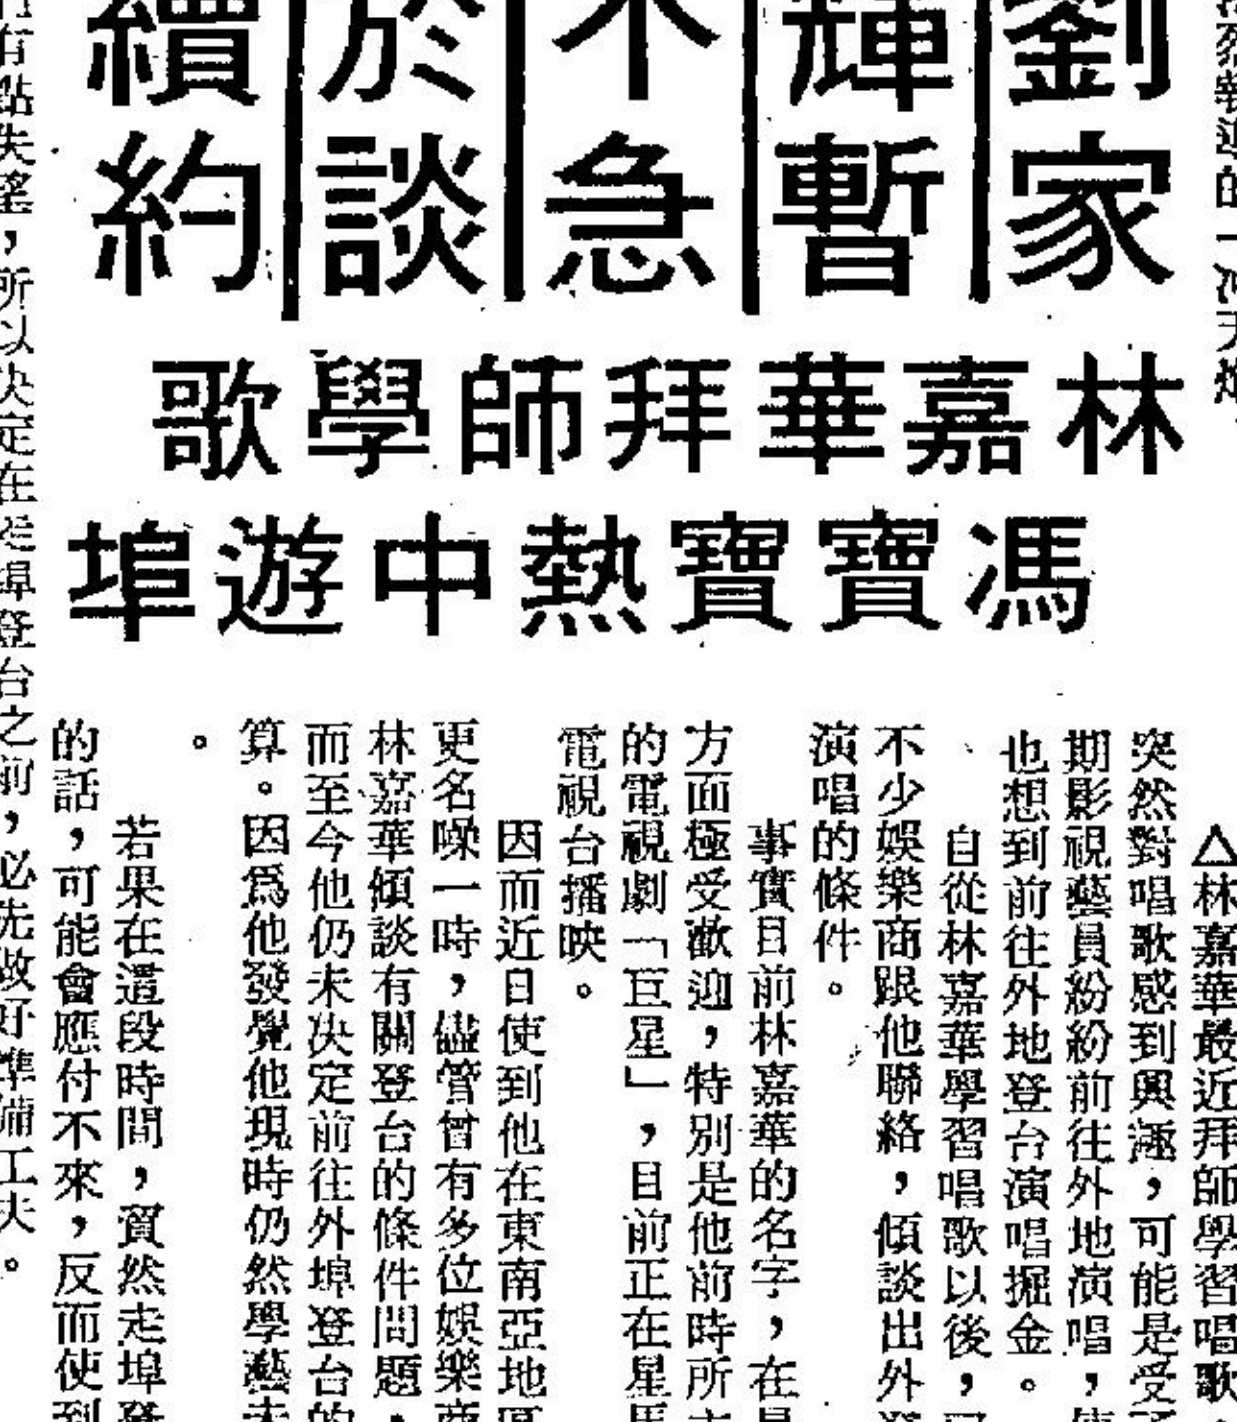 劉家
輝暫
不急
於談
續約
林嘉華拜師學歌
馮寶寶熱中遊埠
△林嘉華最近拜師學習唱歌，
突然對唱歌感到興趣，可能是受
期影視藝員紛紛前往外地演唱，
也想到前往外地登台演唱掘金。
自從林嘉華學習唱歌以後，
不少娛樂商跟他聯絡，傾談出外
演唱的條件。
事實目前林嘉華的名字，在星
方面極受歡迎，特別是他前時所主
的電視劇「巨星」，目前正在星馬
電視台播映。
因而近日使到他在東南亞地區
更名噪一時，儘管曾有多位娛樂商
林嘉華傾談有關登台的條件問題，
而至今他仍未決定前往外埠登台的
算。因爲他發覺他現時仍然學藝未
。
若果在這段時間，貿然走埠登
的話，可能會應付不來，反而使到
有點失望，所以決定在走埠登台之前，必先做好準備工夫。